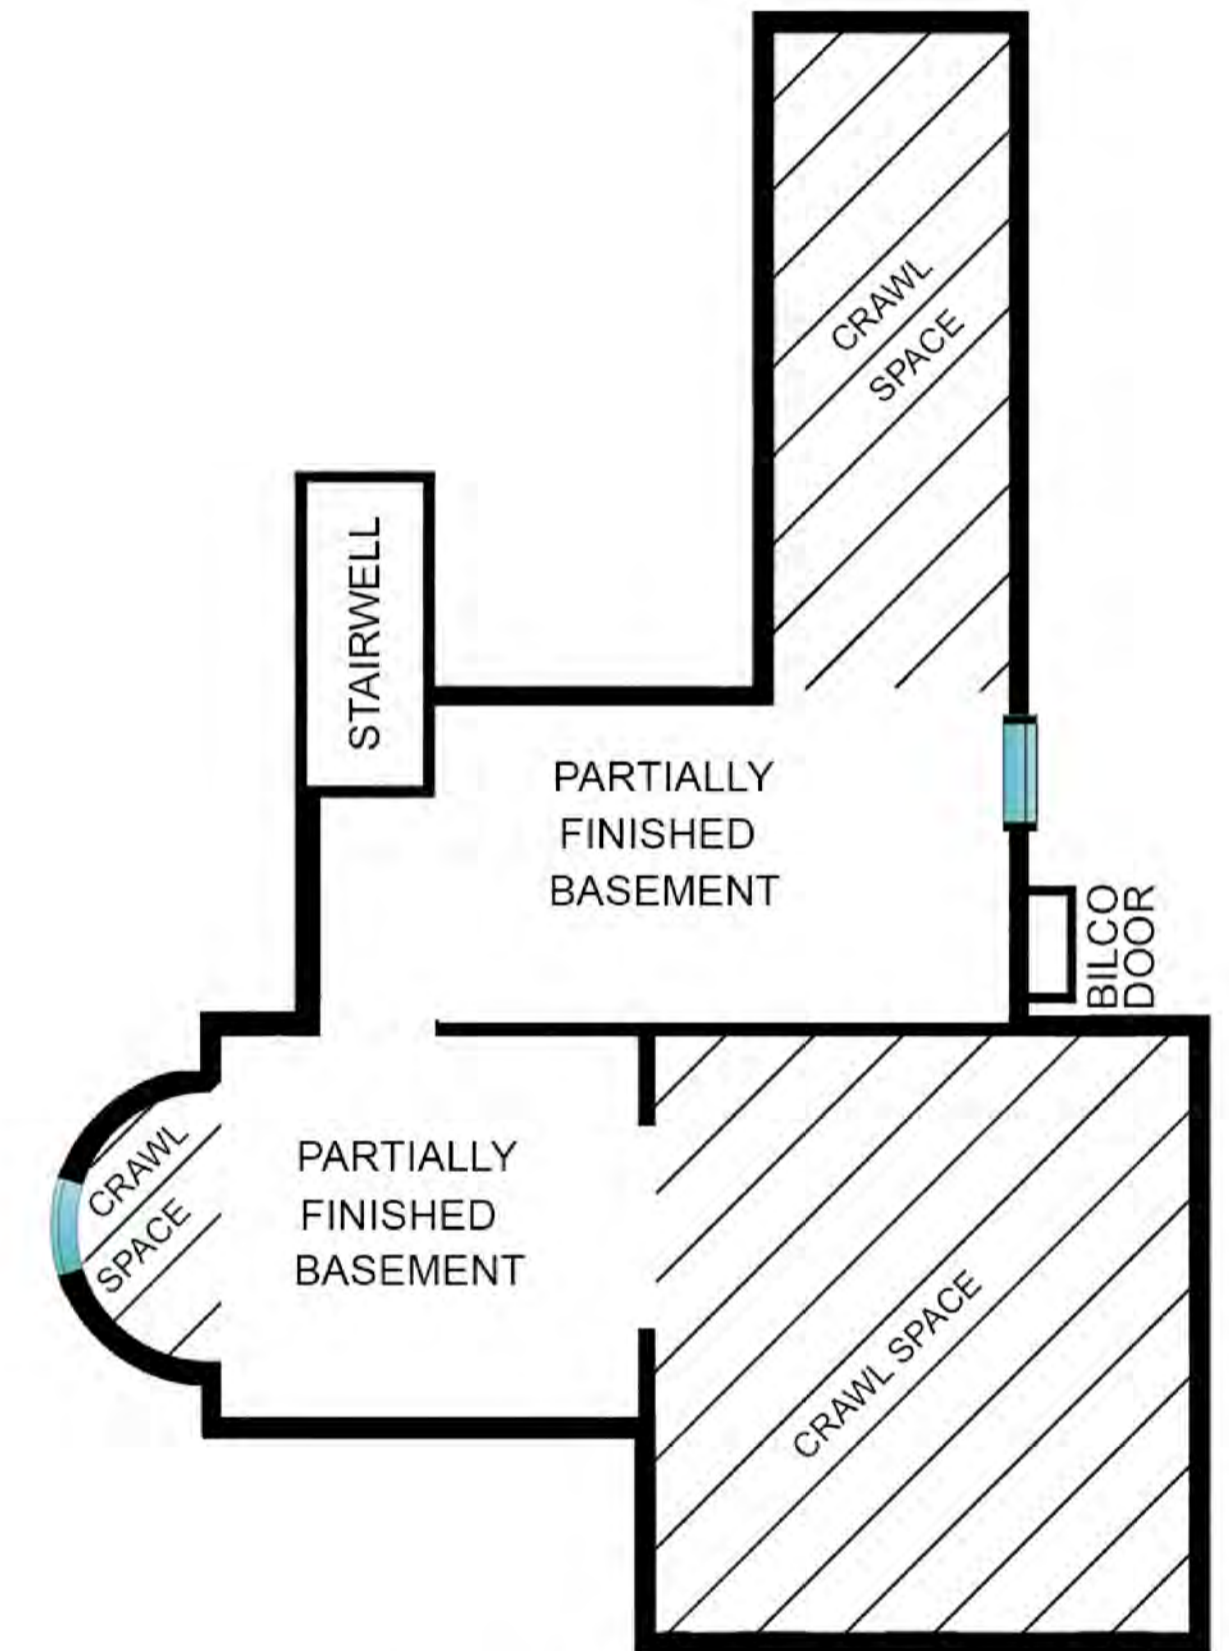 CRAWL
SPACE
STAIRWELL
PARTIALLY
FINISHED
BASEMENT
BILCO
DOOR
CRAWL
SPACE
PARTIALLY
FINISHED
BASEMENT
CRAWL SPACE